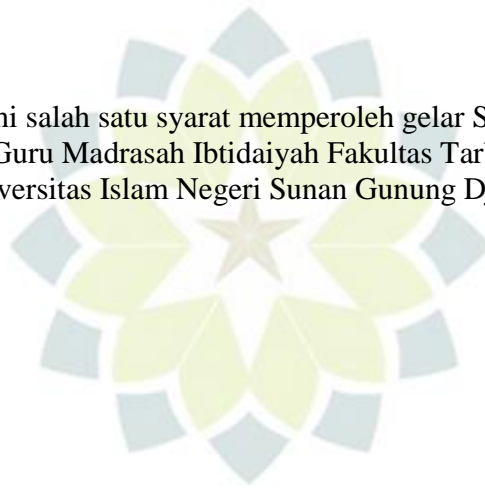 ni salah satu syarat memperoleh gelar S
Guru Madrasah Ibtidaiyah Fakultas Tar
versitas Islam Negeri Sunan Gunung D